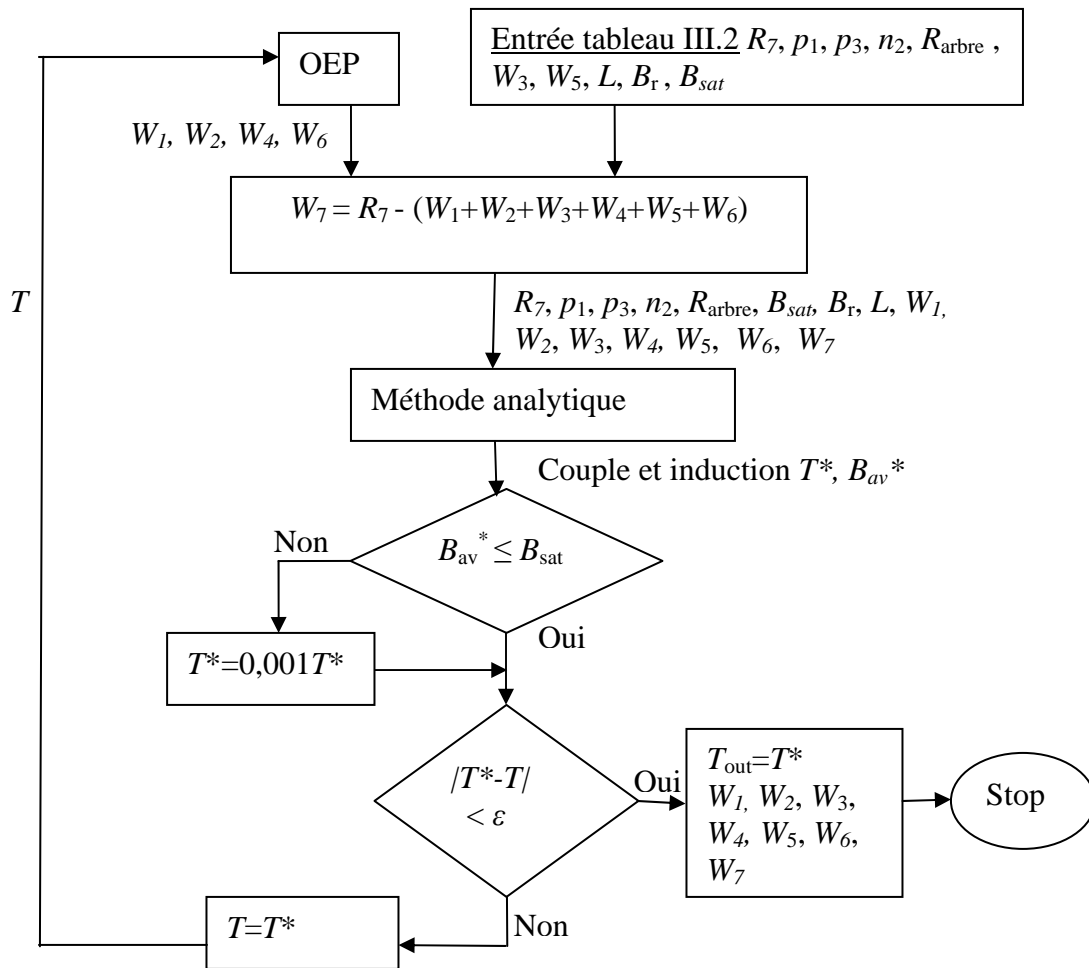 OEP
Entrée tableau III.2 R7, p1, p3, n2, Rarbre ,
W3, W5, L, Br , Bsat
W1, W2, W4, W6
W7 = R7 - (W1+W2+W3+W4+W5+W6)
T
R7, p1, p3, n2, Rarbre, Bsat, Br, L, W1,
W2, W3, W4, W5, W6, W7
Méthode analytique
Couple et induction T*, Bav*
Non
Bav* ≤ Bsat
Oui
T*=0,001T*
|T*-T|
< ε
Oui
Tout=T*
W1, W2, W3,
W4, W5, W6,
W7
Stop
Non
T=T*